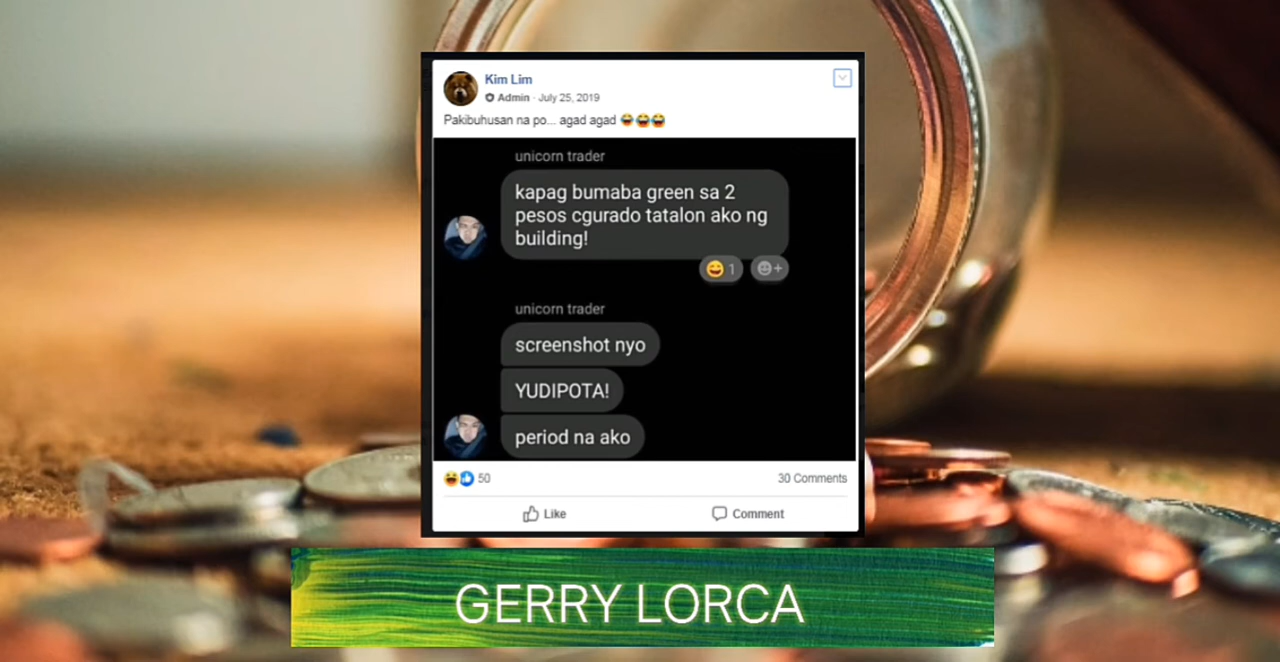 Kim Lim
Admin · July 25, 2019
Pakibuhusan na po... agad agad 😂😂😂
unicorn trader
kapag bumaba green sa 2
pesos cgurado tatalon ako ng
building!
😄 1
unicorn trader
screenshot nyo
YUDIPOTA!
period na ako
50
30 Comments
Like
Comment
GERRY LORCA